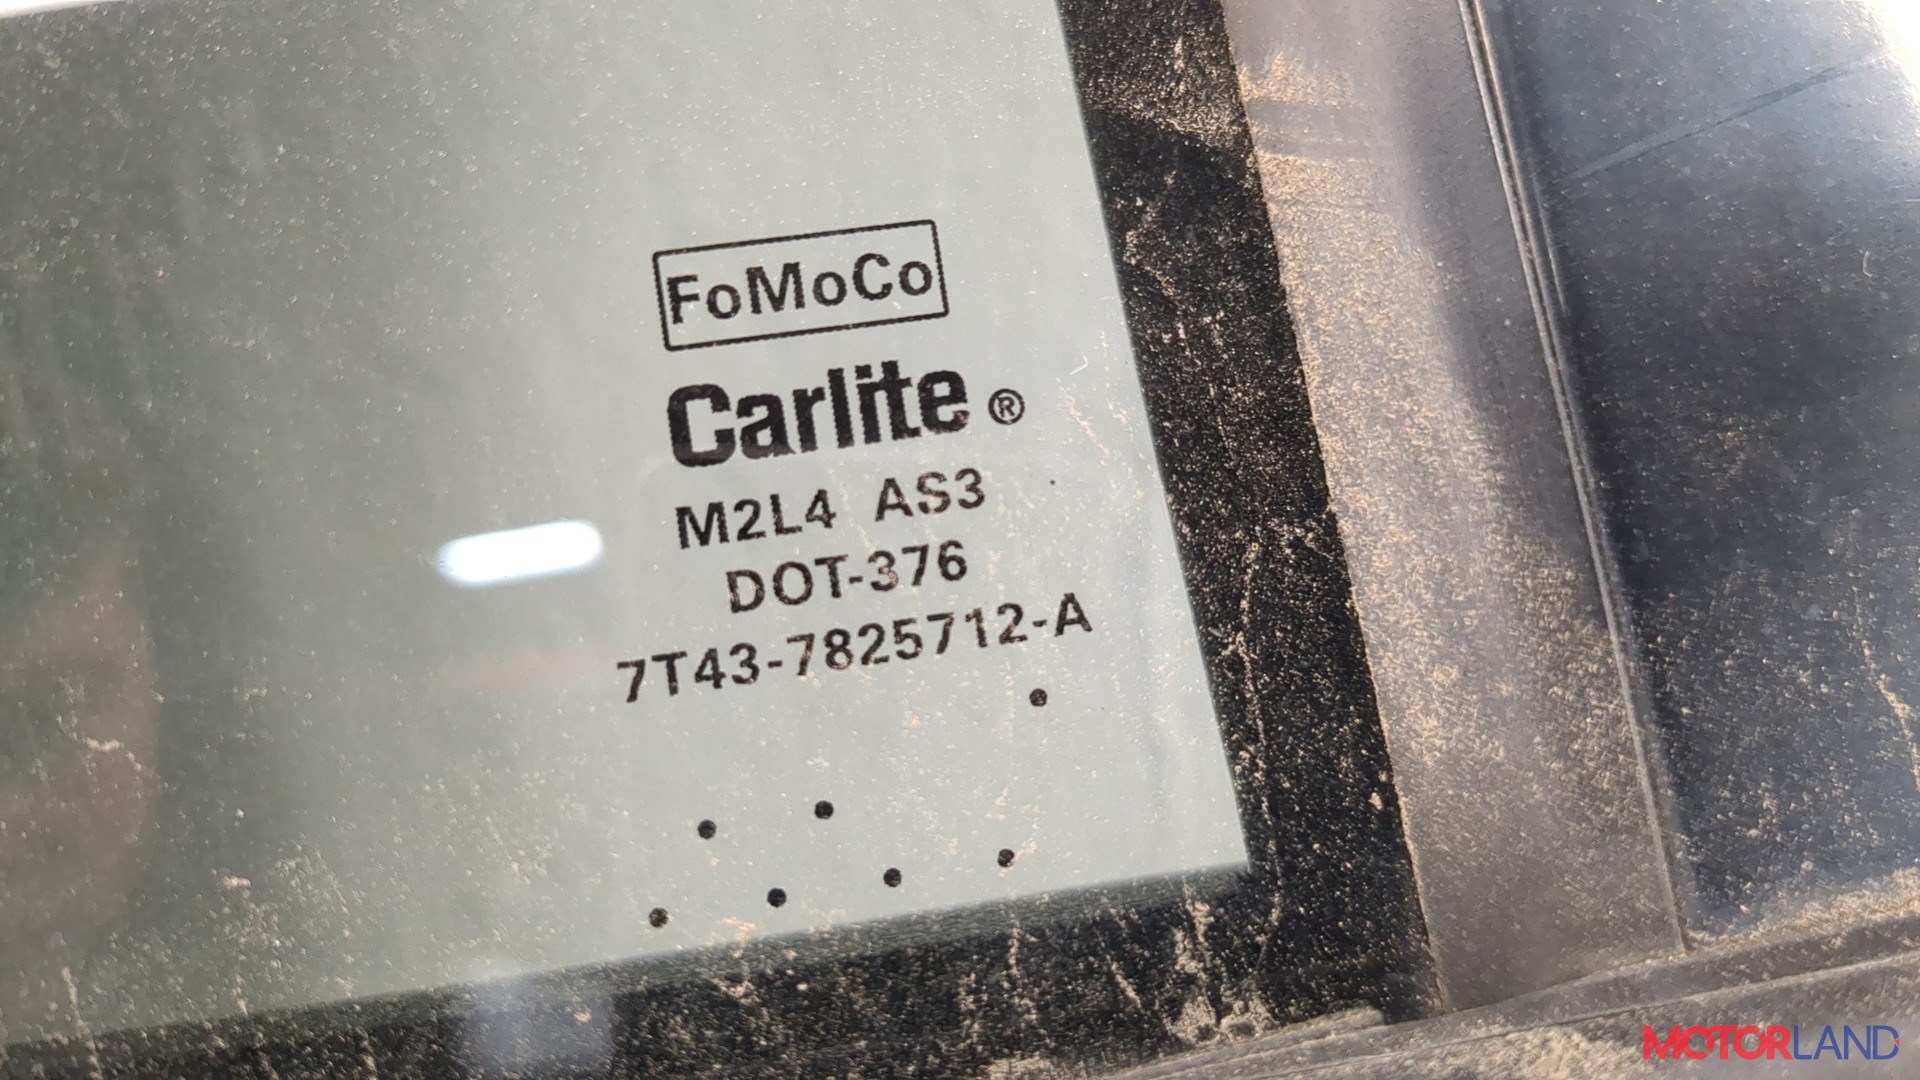 FoMoCo
Carlite ®
M2L4 AS3
DOT-376
7T43-7825712-A
MOTORLAND